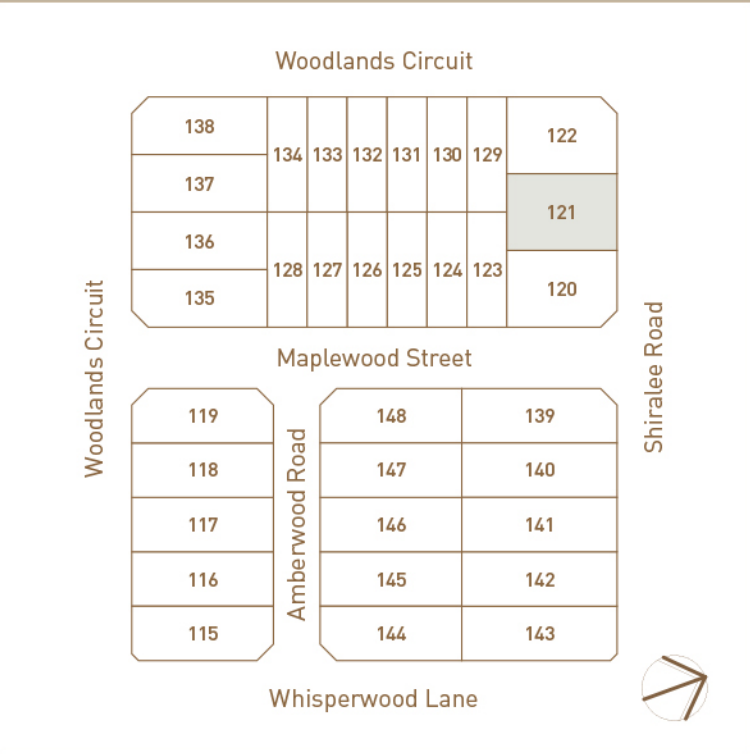 Woodlands Circuit
138
137
136
135
134 133 132 131 130 129
128 127 126 125 124 123
122
121
120
Woodlands Circuit
Maplewood Street
Shiralee Road
119
118
117
116
115
Amberwood Road
148 139
147 140
146 141
145 142
144 143
Whisperwood Lane